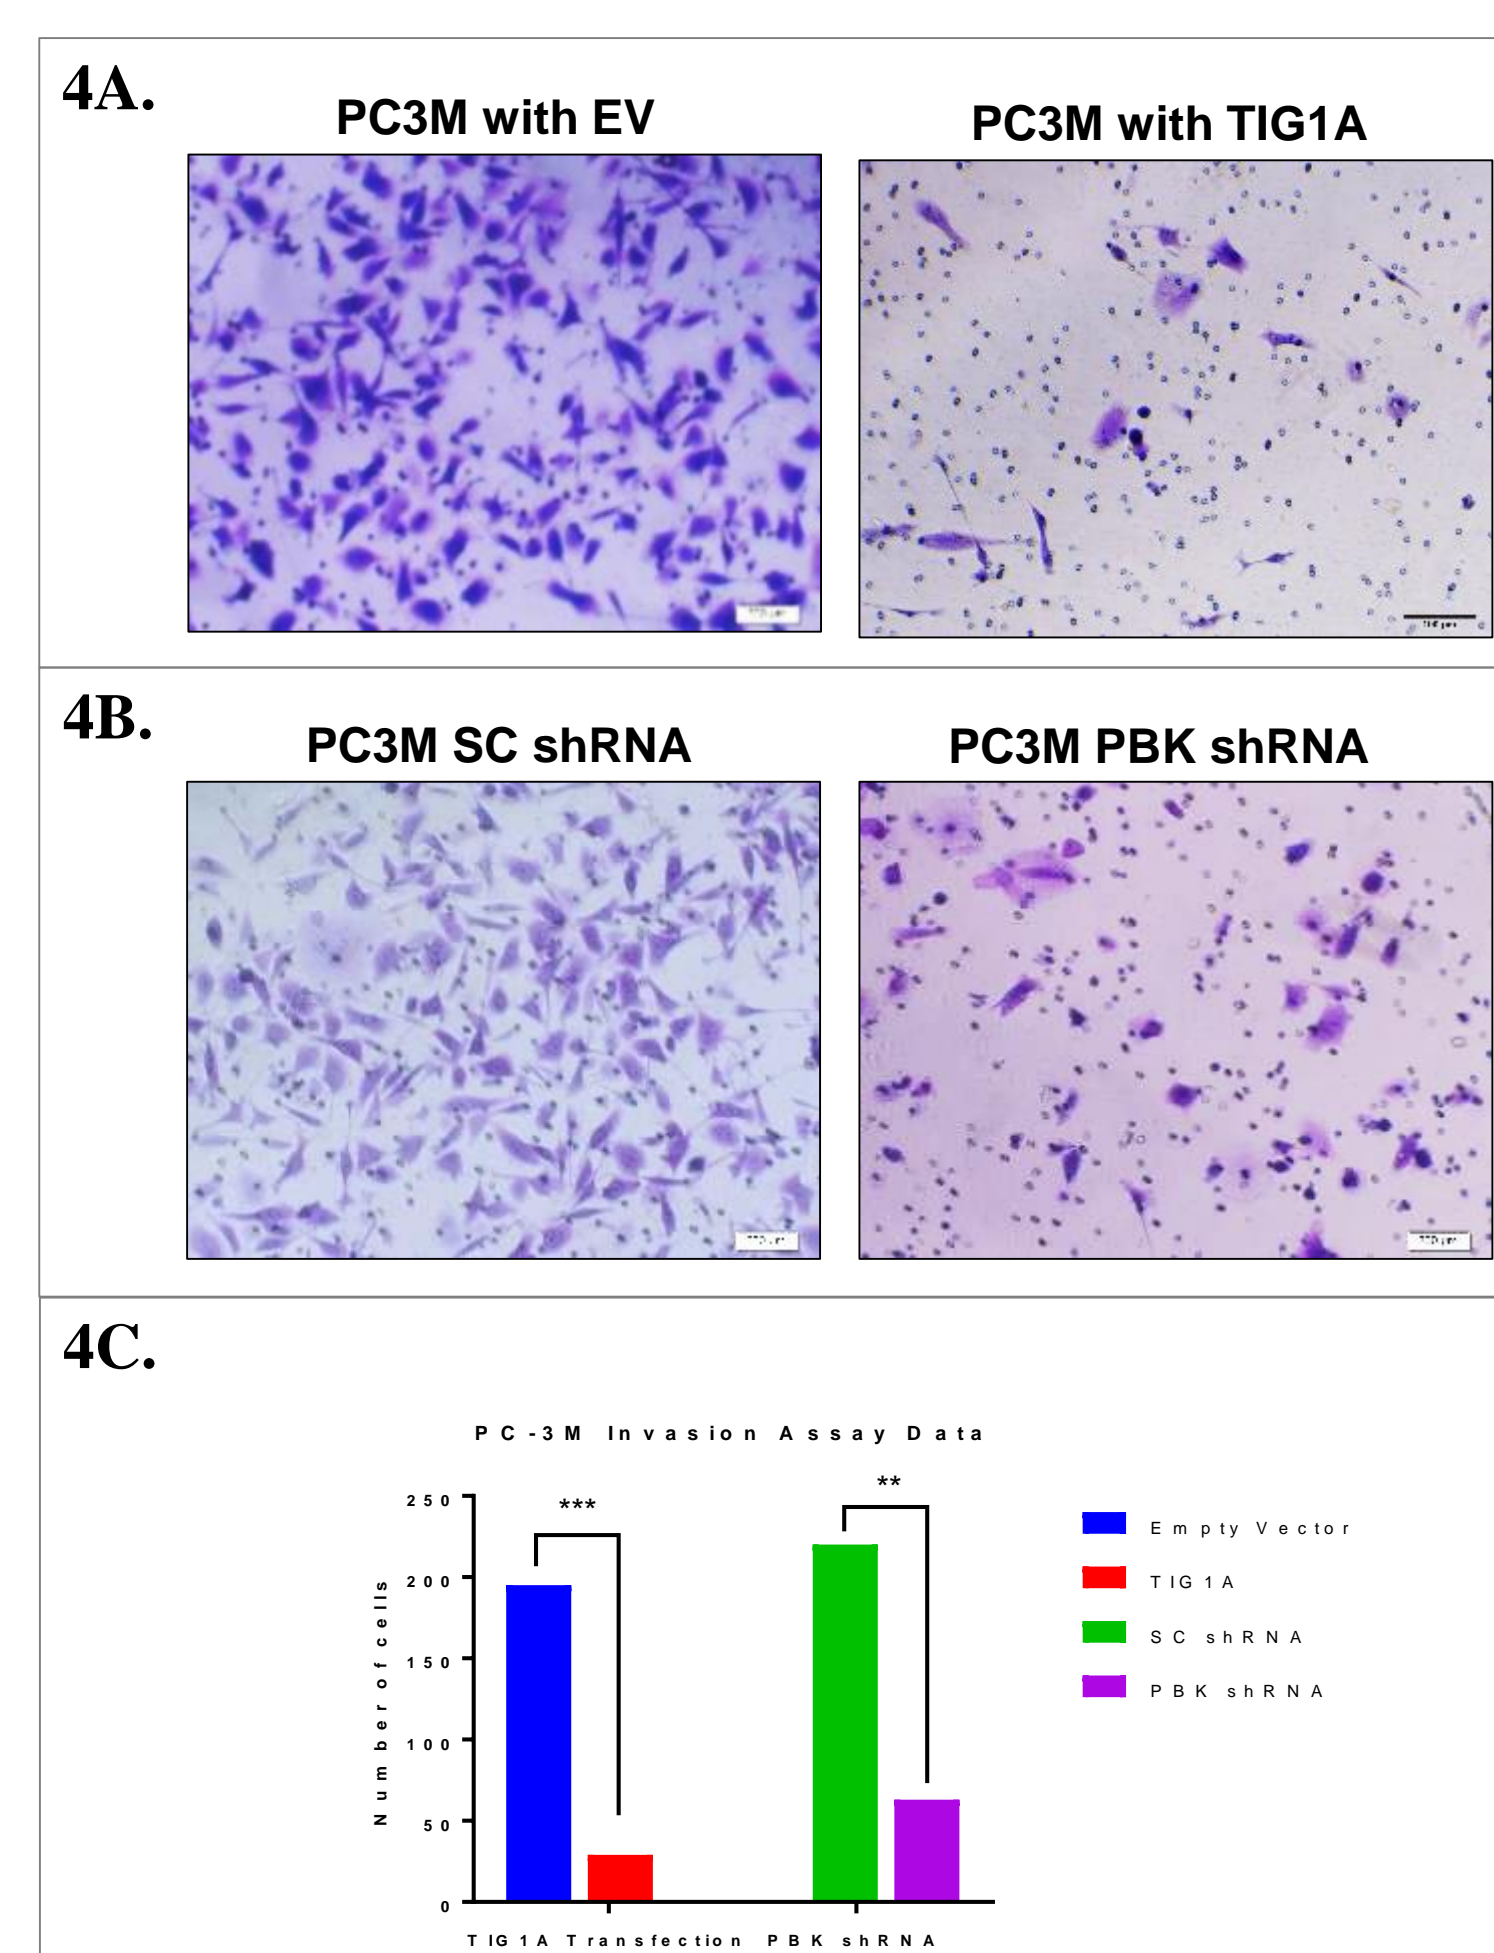 4A.
PC3M with EV
PC3M with TIG1A
4B.
PC3M SC shRNA
PC3M PBK shRNA
4C.
PC-3M Invasion Assay Data
***
**
250
200
150
100
50
0
Number of cells
Empty Vector
TIG1A
SC shRNA
PBK shRNA
TIG1A Transfection
PBK shRNA